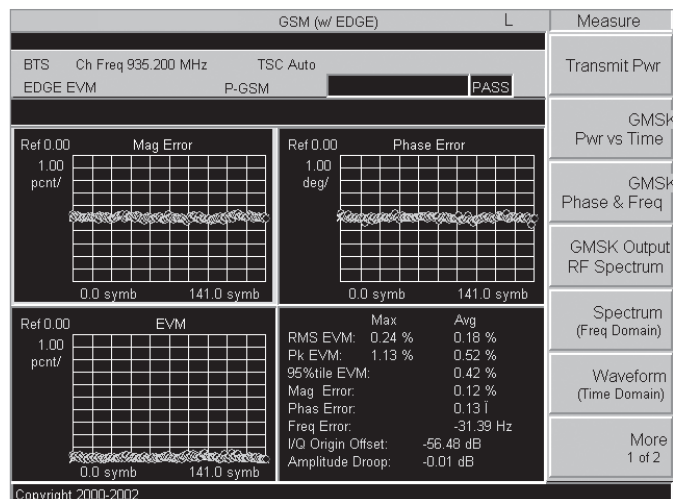 GSM (w/ EDGE) L Measure
BTS Ch Freq 935.200 MHz TSC Auto
EDGE EVM P-GSM PASS
Transmit Pwr
GMSK
Pwr vs Time
GMSK
Phase & Freq
GMSK Output
RF Spectrum
Spectrum
(Freq Domain)
Waveform
(Time Domain)
More
1 of 2
Ref 0.00 Mag Error
1.00
pcnt/
0.0 symb 141.0 symb
Ref 0.00 Phase Error
1.00
deg/
0.0 symb 141.0 symb
Ref 0.00 EVM
1.00
pcnt/
0.0 symb 141.0 symb
Max Avg
RMS EVM: 0.24 % 0.18 %
Pk EVM: 1.13 % 0.52 %
95%tile EVM: 0.42 %
Mag Error: 0.12 %
Phas Error: 0.13 Ï
Freq Error: -31.39 Hz
I/Q Origin Offset: -56.48 dB
Amplitude Droop: -0.01 dB
Copyright 2000-2002